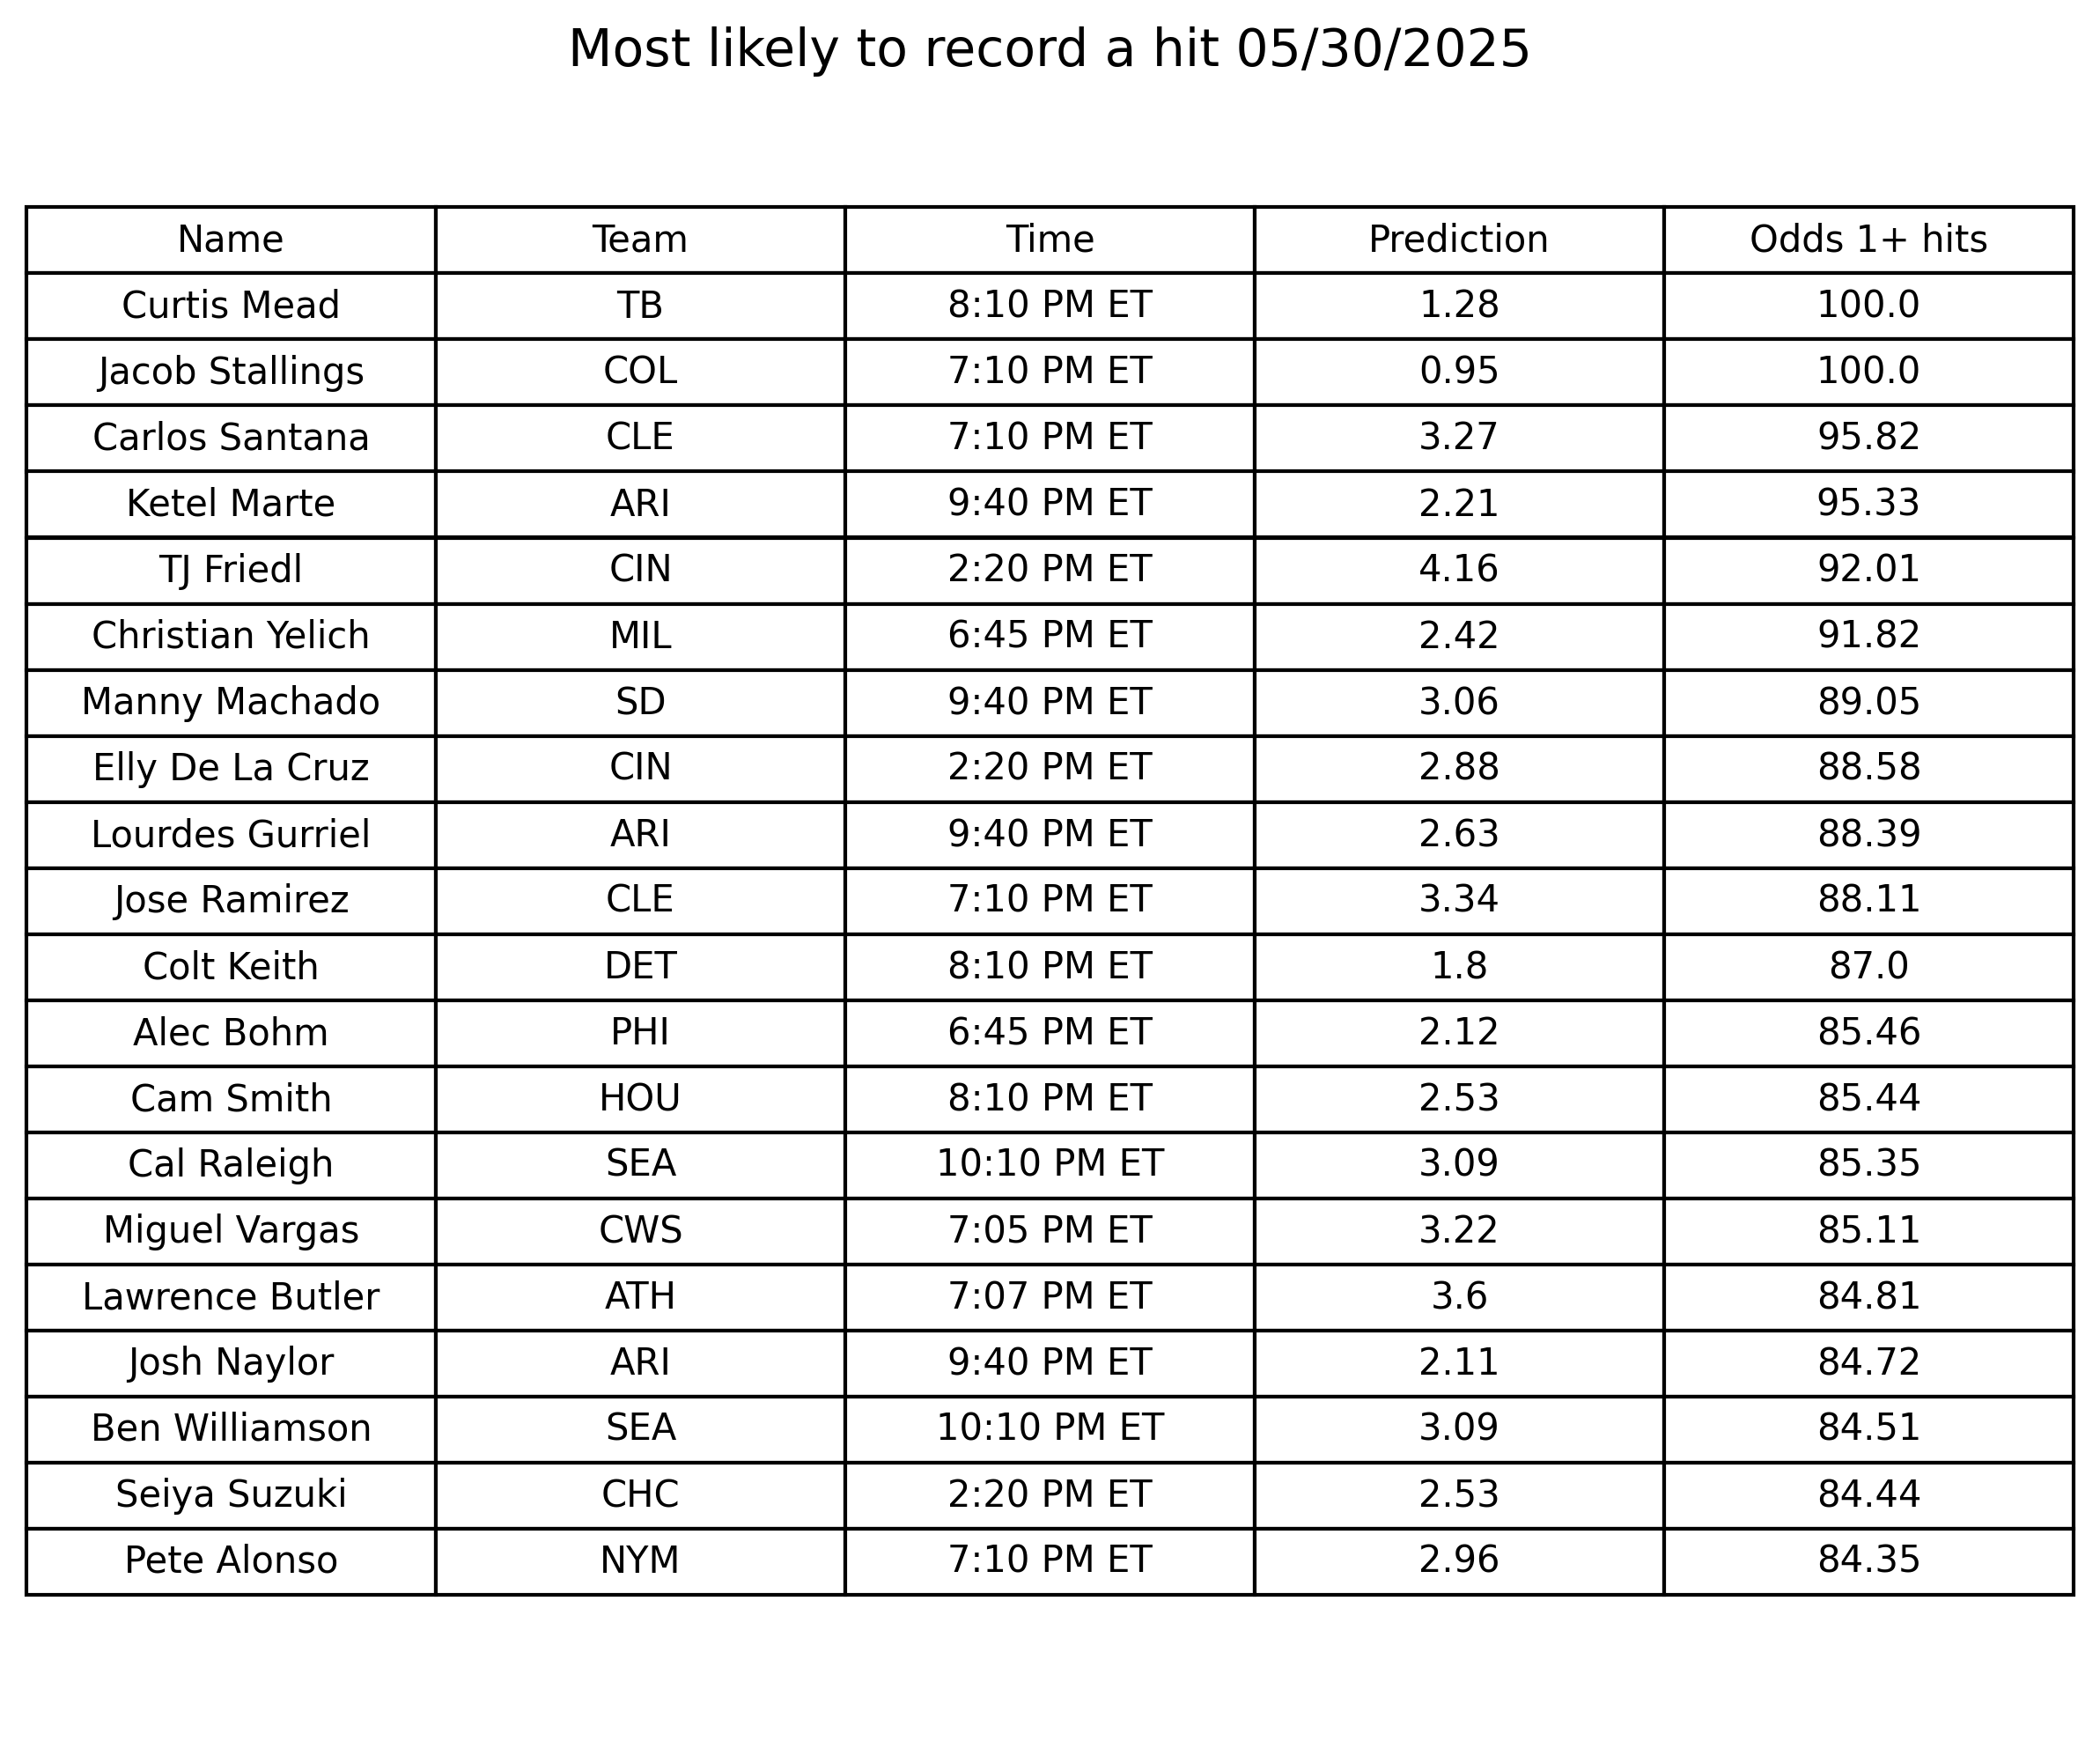 Most likely to record a hit 05/30/2025
Name Team Time Prediction Odds 1+ hits
Curtis Mead TB 8:10 PM ET 1.28 100.0
Jacob Stallings COL 7:10 PM ET 0.95 100.0
Carlos Santana CLE 7:10 PM ET 3.27 95.82
Ketel Marte ARI 9:40 PM ET 2.21 95.33
TJ Friedl CIN 2:20 PM ET 4.16 92.01
Christian Yelich MIL 6:45 PM ET 2.42 91.82
Manny Machado SD 9:40 PM ET 3.06 89.05
Elly De La Cruz CIN 2:20 PM ET 2.88 88.58
Lourdes Gurriel ARI 9:40 PM ET 2.63 88.39
Jose Ramirez CLE 7:10 PM ET 3.34 88.11
Colt Keith DET 8:10 PM ET 1.8 87.0
Alec Bohm PHI 6:45 PM ET 2.12 85.46
Cam Smith HOU 8:10 PM ET 2.53 85.44
Cal Raleigh SEA 10:10 PM ET 3.09 85.35
Miguel Vargas CWS 7:05 PM ET 3.22 85.11
Lawrence Butler ATH 7:07 PM ET 3.6 84.81
Josh Naylor ARI 9:40 PM ET 2.11 84.72
Ben Williamson SEA 10:10 PM ET 3.09 84.51
Seiya Suzuki CHC 2:20 PM ET 2.53 84.44
Pete Alonso NYM 7:10 PM ET 2.96 84.35